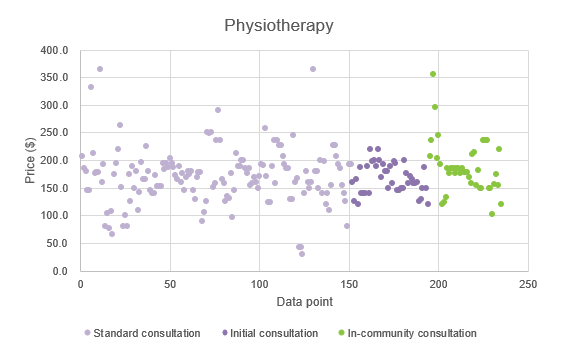 Physiotherapy
400.0
350.0
300.0
250.0
200.0
150.0
100.0
50.0
0.0
Price ($)
0 50 100 150 200 250
Data point
Standard consultation Initial consultation In-community consultation